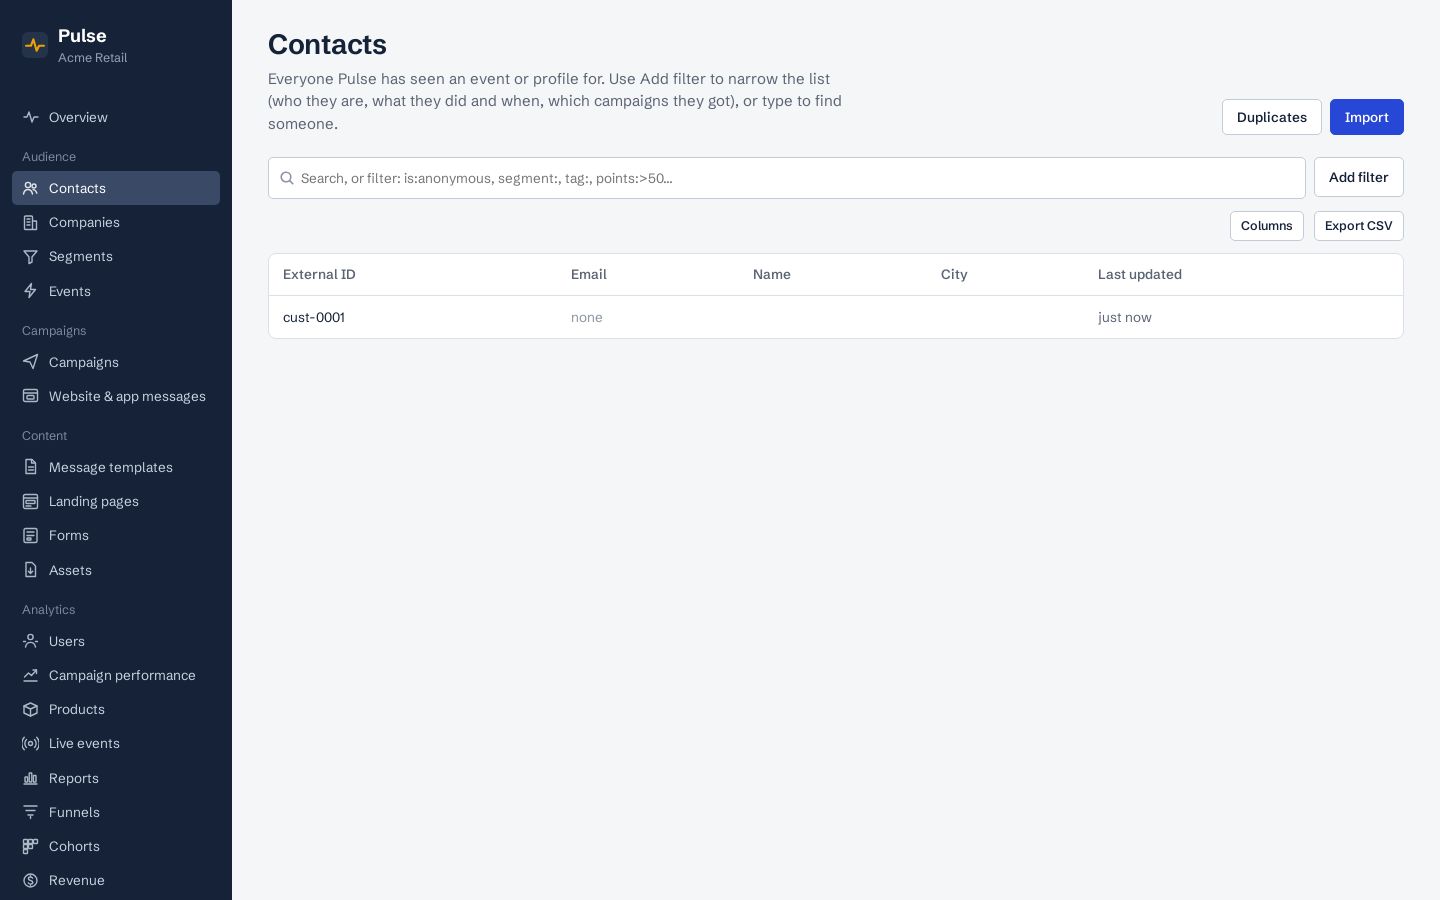 Pulse
Acme Retail
Overview
Audience
Contacts
Companies
Segments
Events
Campaigns
Campaigns
Website & app messages
Content
Message templates
Landing pages
Forms
Assets
Analytics
Users
Campaign performance
Products
Live events
Reports
Funnels
Cohorts
Revenue
Contacts
Everyone Pulse has seen an event or profile for. Use Add filter to narrow the list
(who they are, what they did and when, which campaigns they got), or type to find
someone.
Duplicates
Import
Search, or filter: is:anonymous, segment:, tag:, points:>50...
Add filter
Columns
Export CSV
External ID Email Name City Last updated
cust-0001 none just now